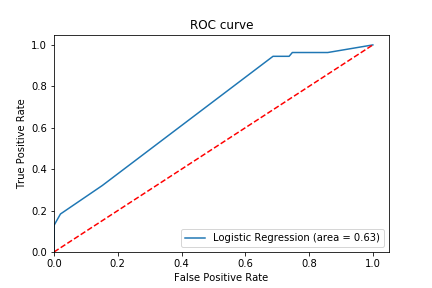 ROC curve
1.0
0.8
0.6
0.4
0.2
0.0
True Positive Rate
Logistic Regression (area = 0.63)
0.0 0.2 0.4 0.6 0.8 1.0
False Positive Rate